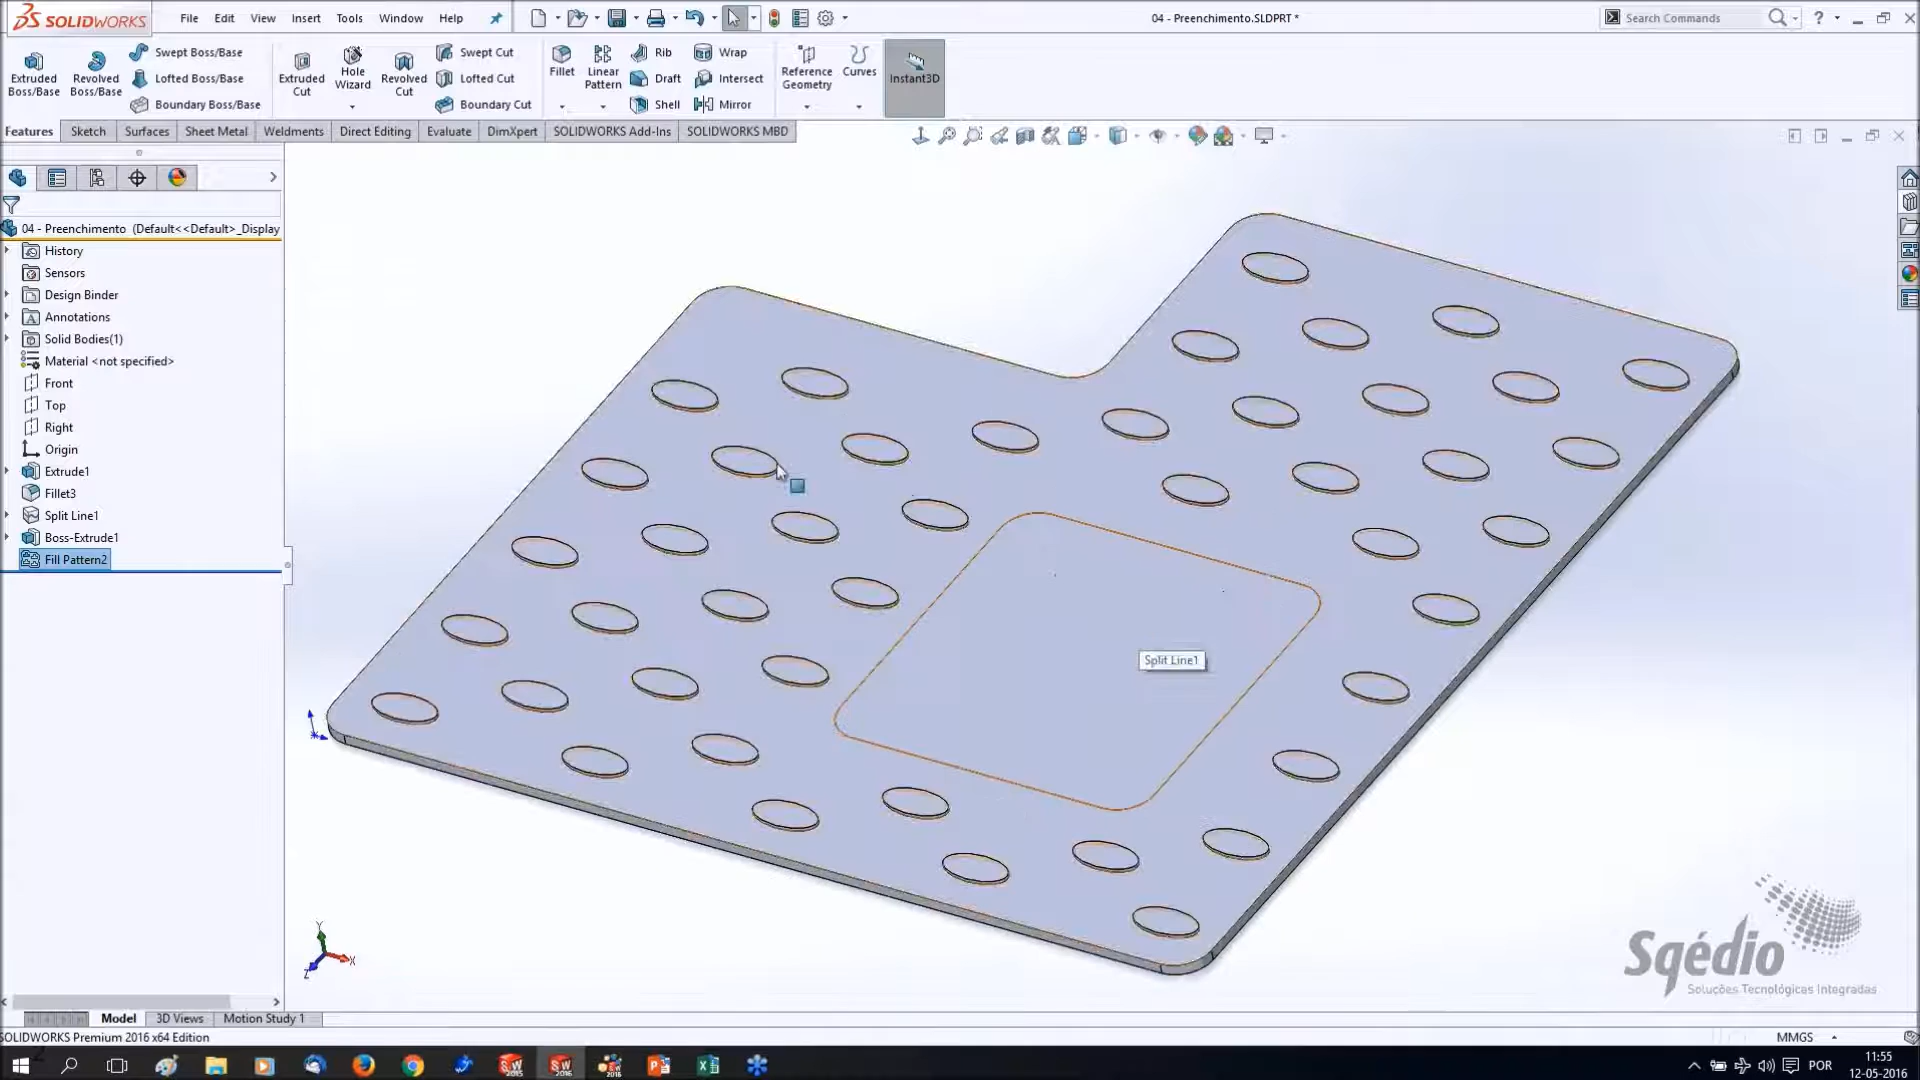 SOLIDWORKS File Edit View Insert Tools Window Help 04 - Preenchimento.SLDPRT * Search Commands ?
Extruded Boss/Base
Revolved Boss/Base
Swept Boss/Base
Lofted Boss/Base
Boundary Boss/Base
Extruded Cut
Hole Wizard
Revolved Cut
Swept Cut
Lofted Cut
Boundary Cut
Fillet
Linear Pattern
Rib
Draft
Shell
Wrap
Intersect
Mirror
Reference Geometry
Curves
Instant3D
Features Sketch Surfaces Sheet Metal Weldments Direct Editing Evaluate DimXpert SOLIDWORKS Add-Ins SOLIDWORKS MBD
04 - Preenchimento (Default<<Default>_Display
History
Sensors
Design Binder
Annotations
Solid Bodies(1)
Material <not specified>
Front
Top
Right
Origin
Extrude1
Fillet3
Split Line1
Boss-Extrude1
Fill Pattern2
Split Line1
Y
X
Z
Sqédio
Soluções Tecnológicas Integradas
Model 3D Views Motion Study 1
SOLIDWORKS Premium 2016 x64 Edition MMGS
POR
11:55
12-05-2016